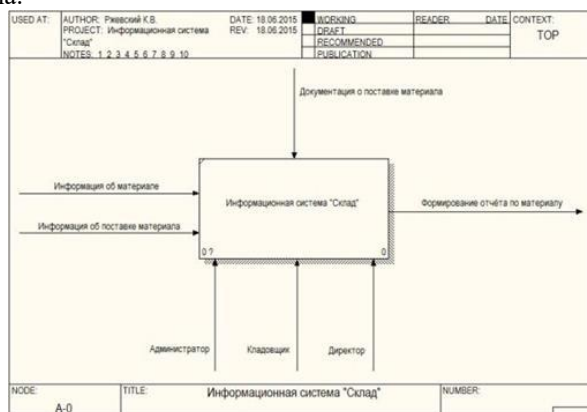 на.
USED AT:
AUTHOR: Ржевский К.В.
DATE: 18.06.2015
WORKING
READER
DATE
CONTEXT:
PROJECT: Информационная система
REV: 18.06.2015
DRAFT
TOP
"Склад"
RECOMMENDED
NOTES: 1 2 3 4 5 6 7 8 9 10
PUBLICATION
Документация о поставке материала
Информация об материале
Информационная система "Склад"
Формирование отчёта по материалу
Информация об поставке материала
0 ?
0
Администратор
Кладовщик
Директор
NODE:
TITLE:
Информационная система "Склад"
NUMBER:
A-0